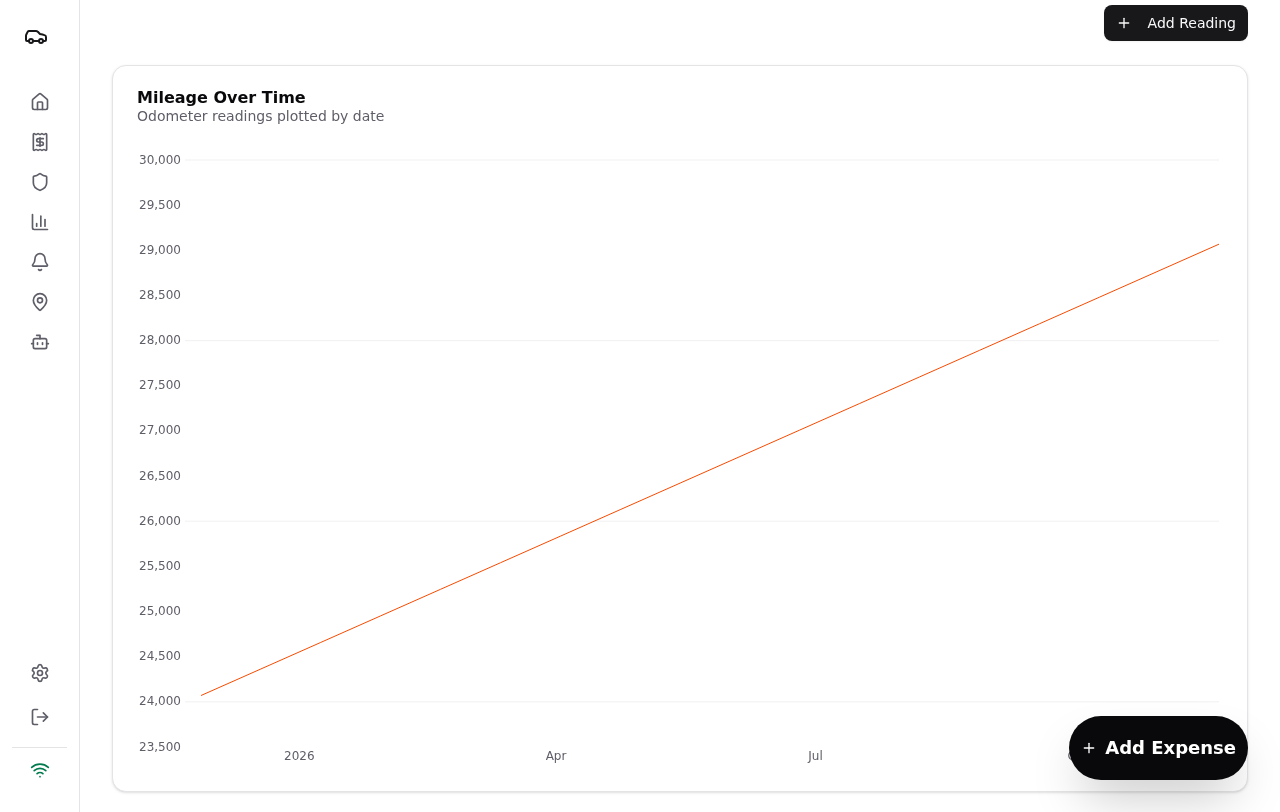 Add Reading
Mileage Over Time
Odometer readings plotted by date
30,000
29,500
29,000
28,500
28,000
27,500
27,000
26,500
26,000
25,500
25,000
24,500
24,000
23,500
2026
Apr
Jul
Add Expense